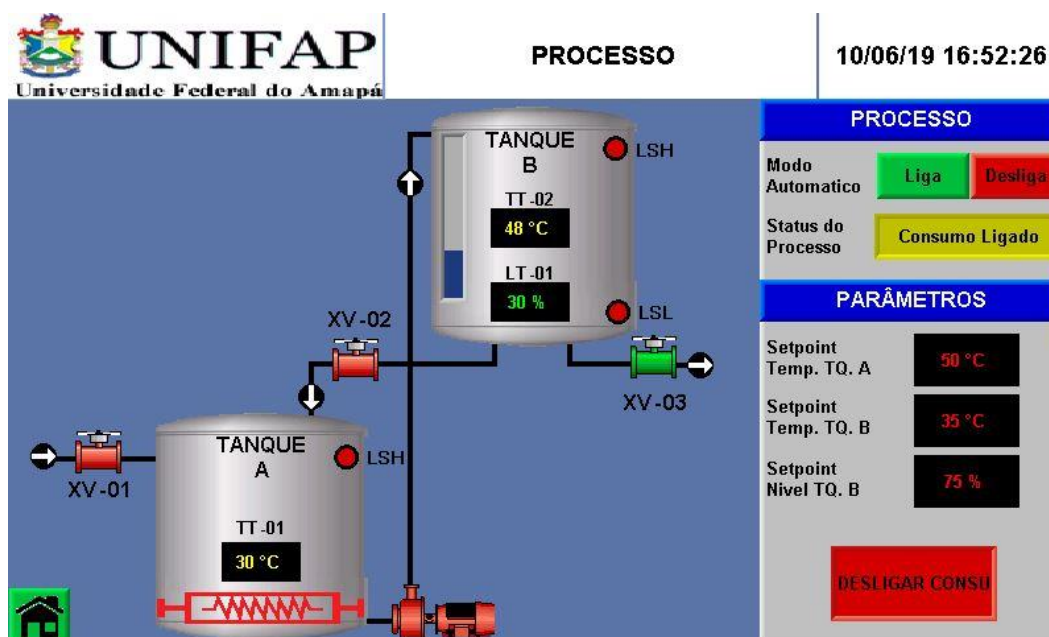 UNIFAP
Universidade Federal do Amapá
PROCESSO
10/06/19 16:52:26
TANQUE
B
LSH
TT-02
48 °C
LT-01
30 %
LSL
XV-02
XV-03
TANQUE
A
LSH
XV-01
TT-01
30 °C
PROCESSO
Modo
Automatico
Liga
Desliga
Status do
Processo
Consumo Ligado
PARÂMETROS
Setpoint
Temp. TQ. A
50 °C
Setpoint
Temp. TQ. B
35 °C
Setpoint
Nivel TQ. B
75 %
DESLIGAR CONSU